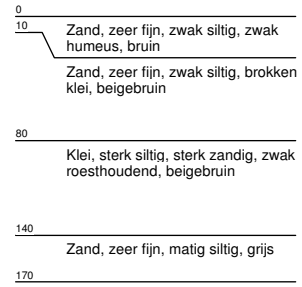 0
10
Zand, zeer fijn, zwak siltig, zwak
humeus, bruin
Zand, zeer fijn, zwak siltig, brokken
klei, beigebruin
80
Klei, sterk siltig, sterk zandig, zwak
roesthoudend, beigebruin
140
Zand, zeer fijn, matig siltig, grijs
170